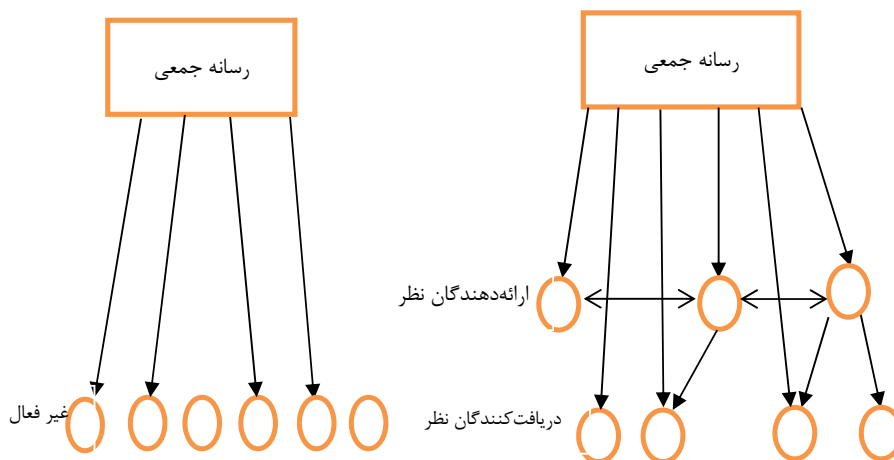 رسانه جمعی
رسانه جمعی
ارائه‌دهندگان نظر
دریافت‌کنندگان نظر
غیر فعال